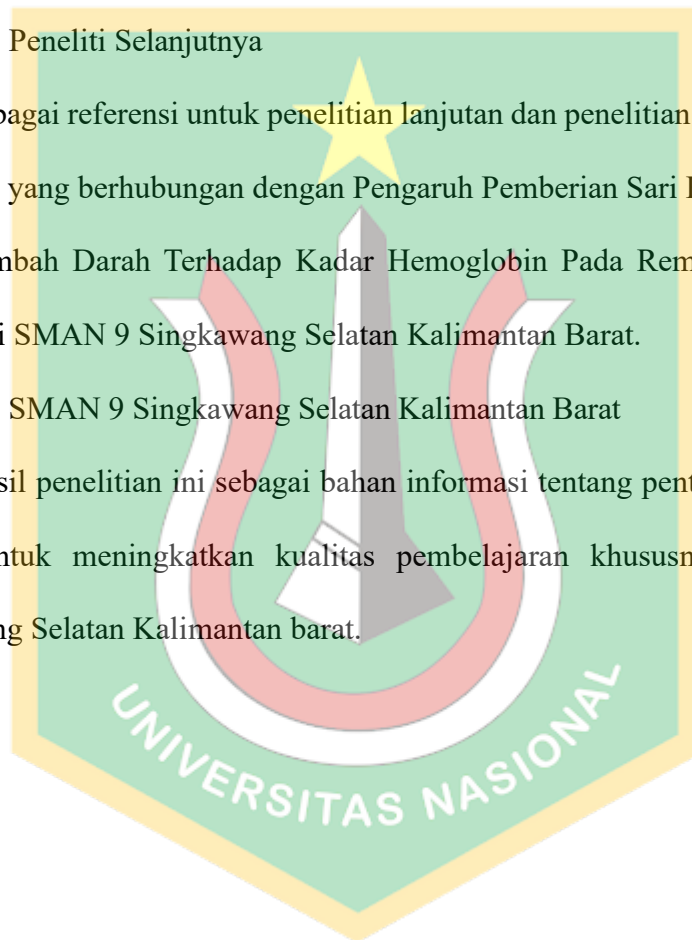 Peneliti Selanjutnya
bagai referensi untuk penelitian lanjutan dan penelitian
yang berhubungan dengan Pengaruh Pemberian Sari
mbah Darah Terhadap Kadar Hemoglobin Pada Rem
i SMAN 9 Singkawang Selatan Kalimantan Barat.
SMAN 9 Singkawang Selatan Kalimantan Barat
sil penelitian ini sebagai bahan informasi tentang pent
ntuk meningkatkan kualitas pembelajaran khususn
ng Selatan Kalimantan barat.
UNIVERSITAS NASIONAL